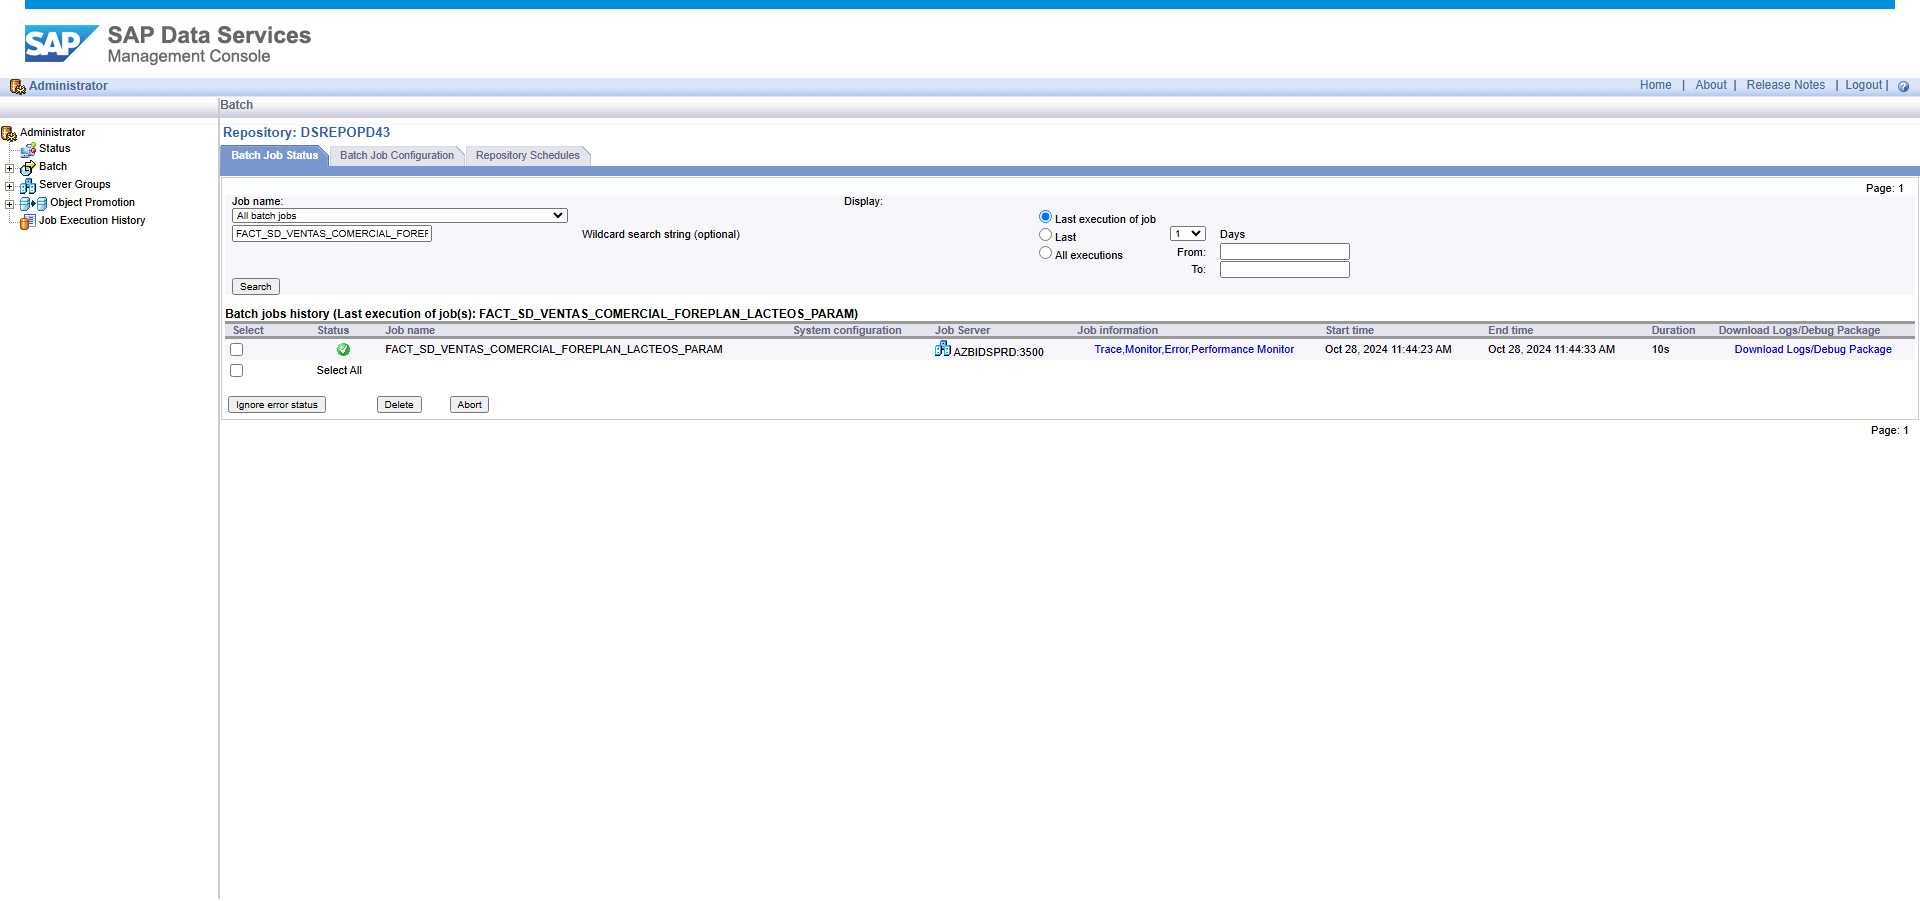 SAP
SAP Data Services
Management Console
Administrator
Home | About | Release Notes | Logout |
Batch
Administrator
Status
Batch
Server Groups
Object Promotion
Job Execution History
Repository: DSREPOPD43
Batch Job Status
Batch Job Configuration
Repository Schedules
Page: 1
Job name:
Display:
All batch jobs
Last execution of job
FACT_SD_VENTAS_COMERCIAL_FOREF
Wildcard search string (optional)
Last
1
Days
All executions
From:
To:
Search
Batch jobs history (Last execution of job(s): FACT_SD_VENTAS_COMERCIAL_FOREPLAN_LACTEOS_PARAM)
Select Status Job name System configuration Job Server Job information Start time End time Duration Download Logs/Debug Package
FACT_SD_VENTAS_COMERCIAL_FOREPLAN_LACTEOS_PARAM AZBIDSPRD:3500 Trace,Monitor,Error,Performance Monitor Oct 28, 2024 11:44:23 AM Oct 28, 2024 11:44:33 AM 10s Download Logs/Debug Package
Select All
Ignore error status
Delete
Abort
Page: 1